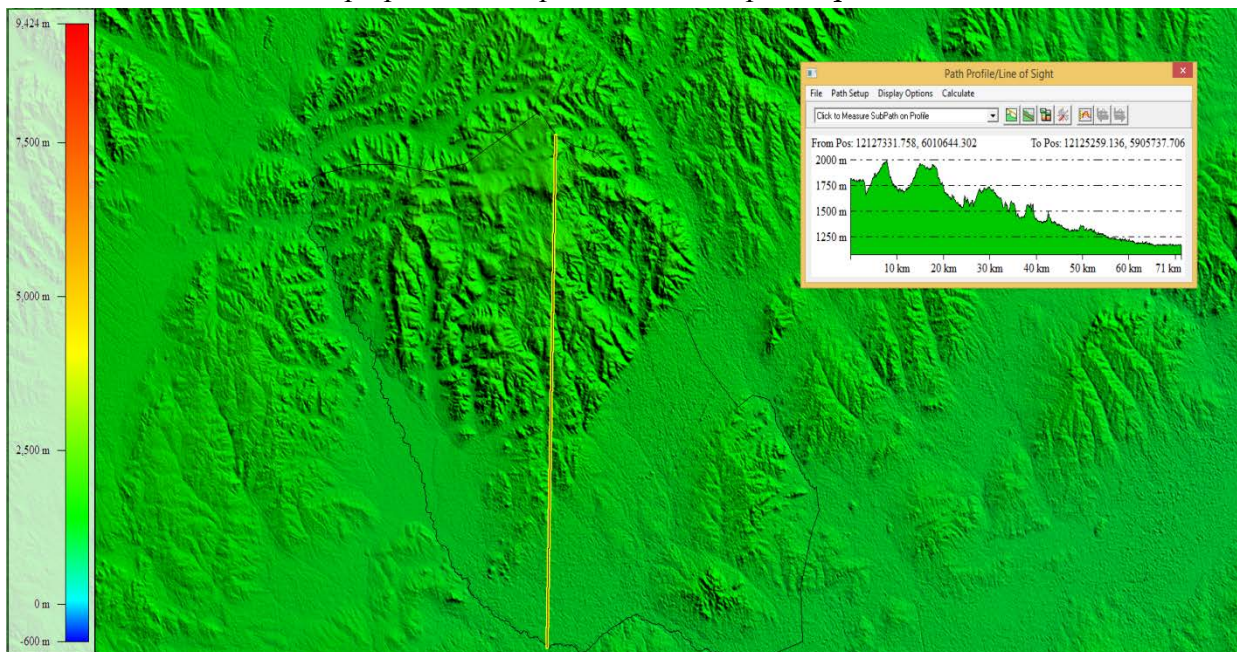 9,424 m
7,500 m
5,000 m
2,500 m
0 m
-600 m
Path Profile/Line of Sight
File Path Setup Display Options Calculate
Click to Measure SubPath on Profile
From Pos: 12127331.758, 6010644.302 To Pos: 12125259.136, 5905737.706
2000 m
1750 m
1500 m
1250 m
10 km 20 km 30 km 40 km 50 km 60 km 71 km